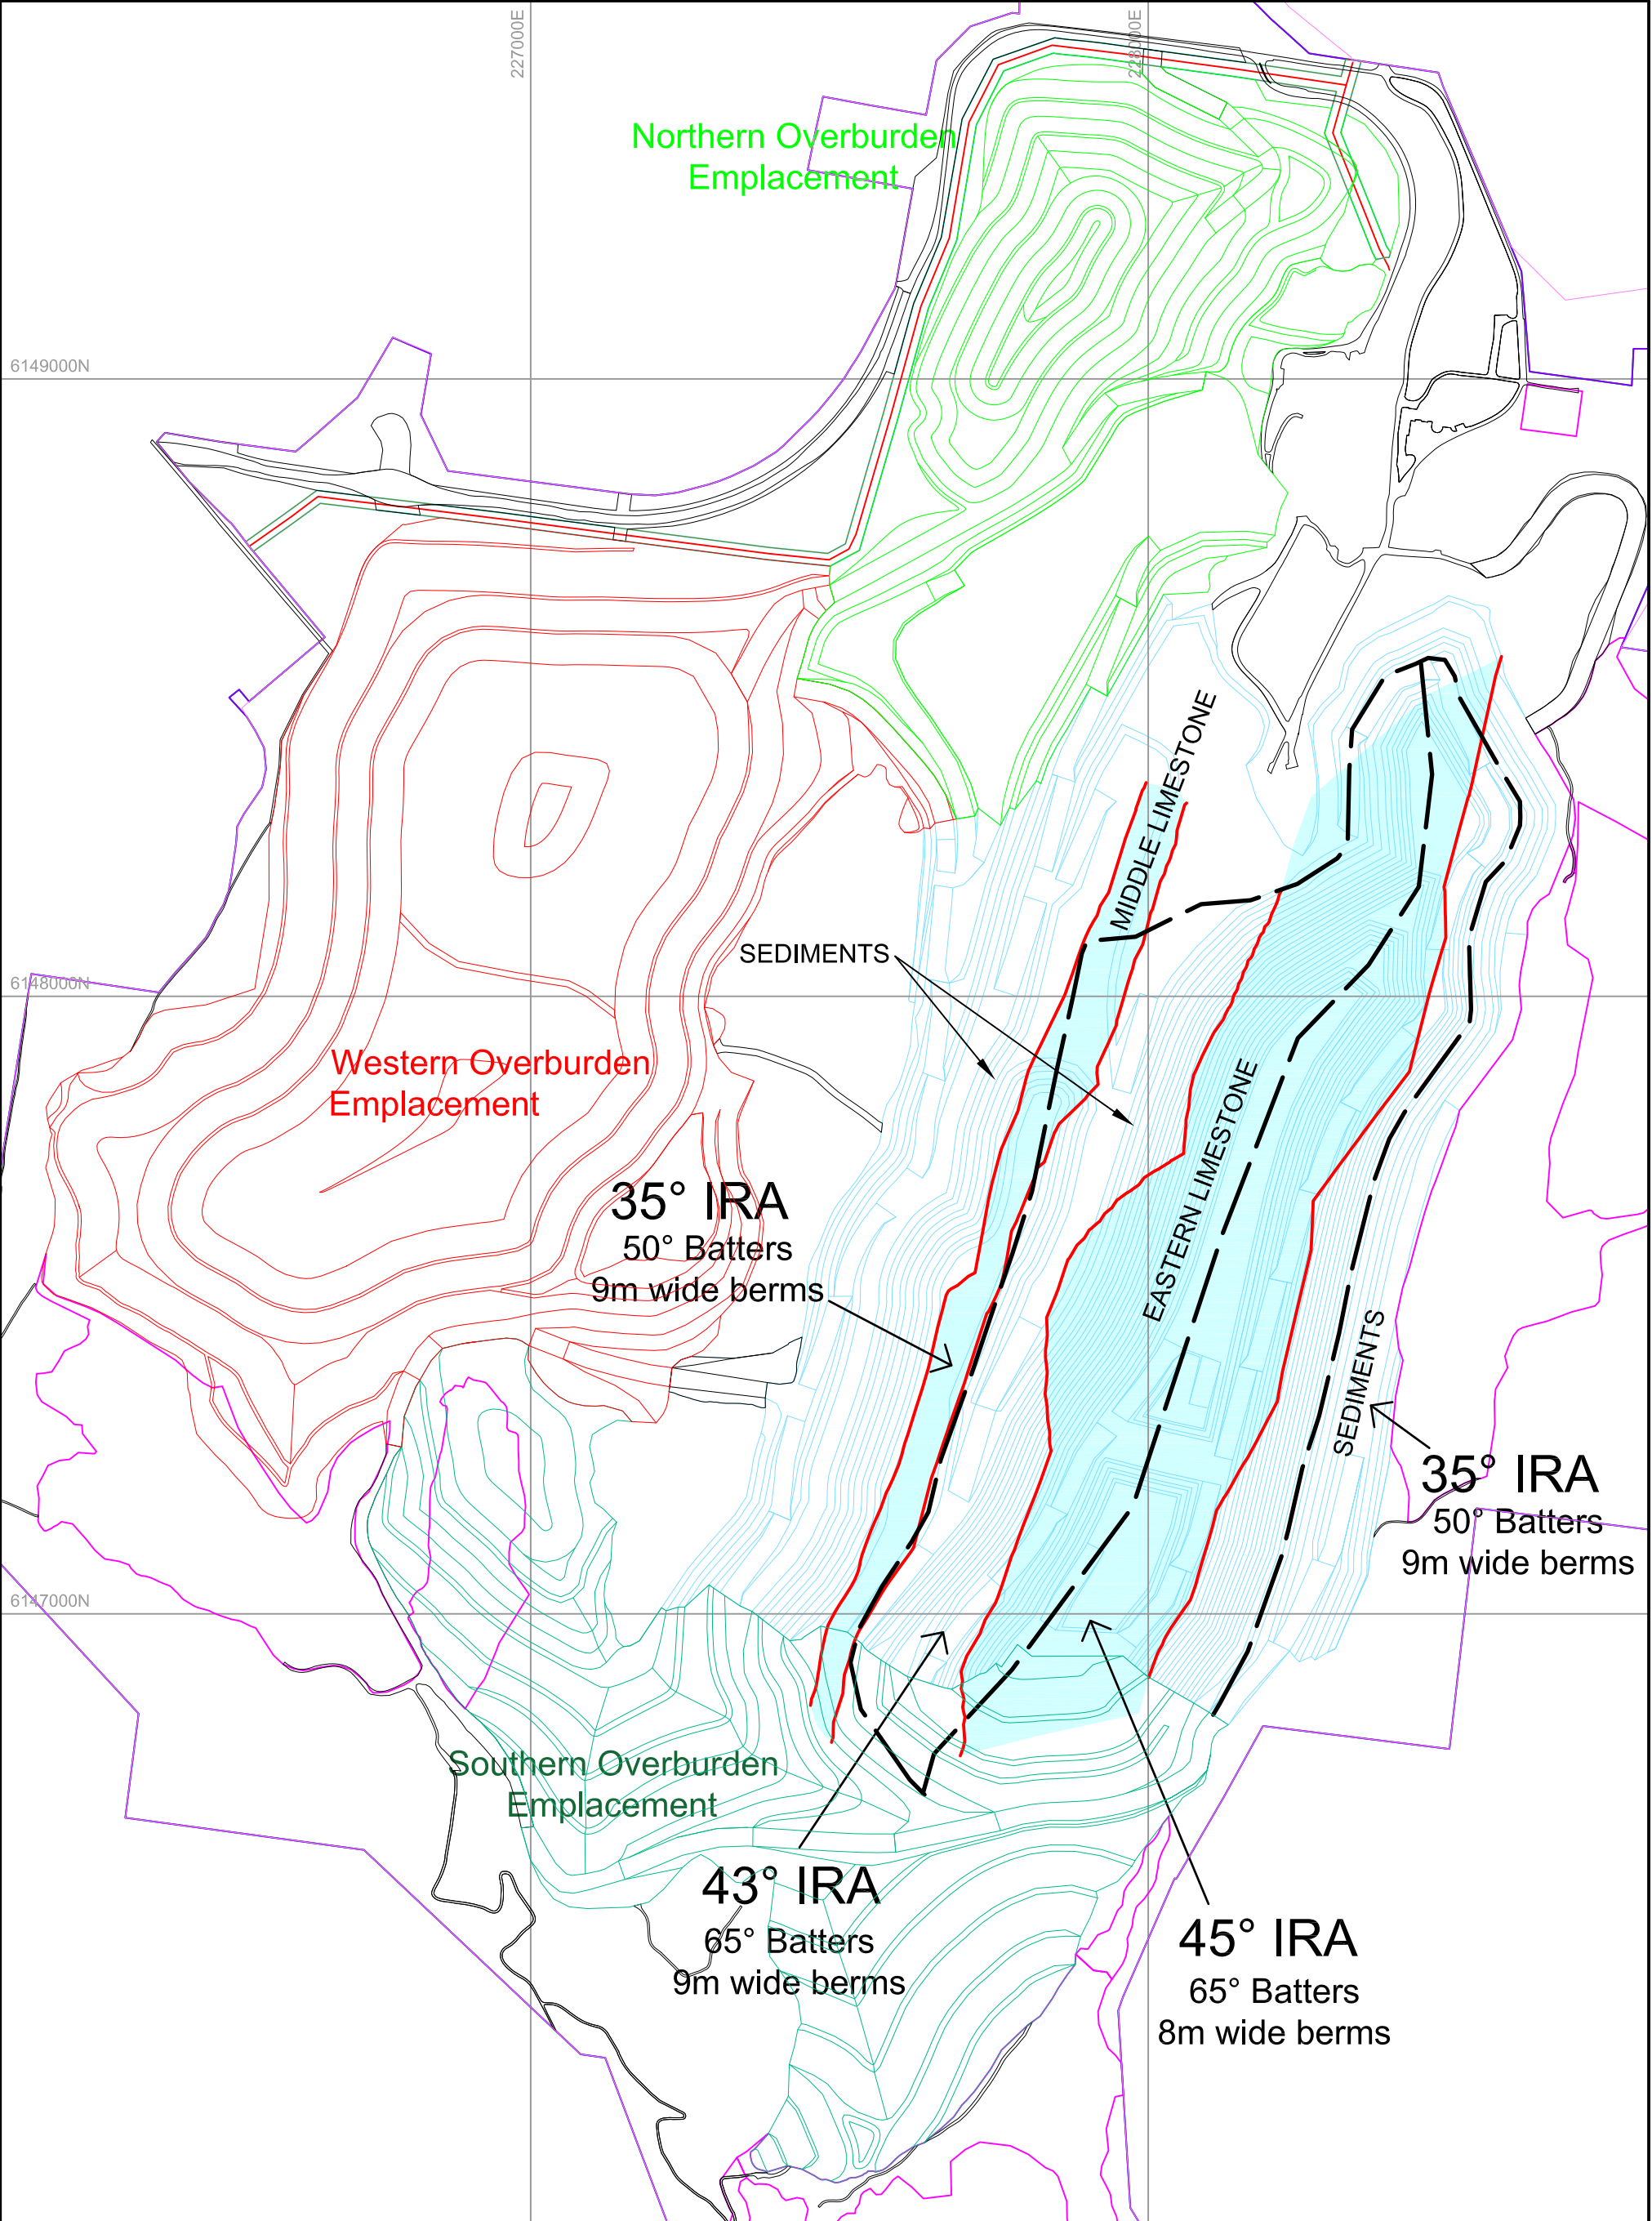 227000E
228000E
Northern Overburden
Emplacement
6149000N
MIDDLE LIMESTONE
SEDIMENTS
6148000N
Western Overburden
Emplacement
EASTERN LIMESTONE
35° IRA
50° Batters
9m wide berms
SEDIMENTS
35° IRA
50° Batters
9m wide berms
6147000N
Southern Overburden
Emplacement
43° IRA
65° Batters
9m wide berms
45° IRA
65° Batters
8m wide berms